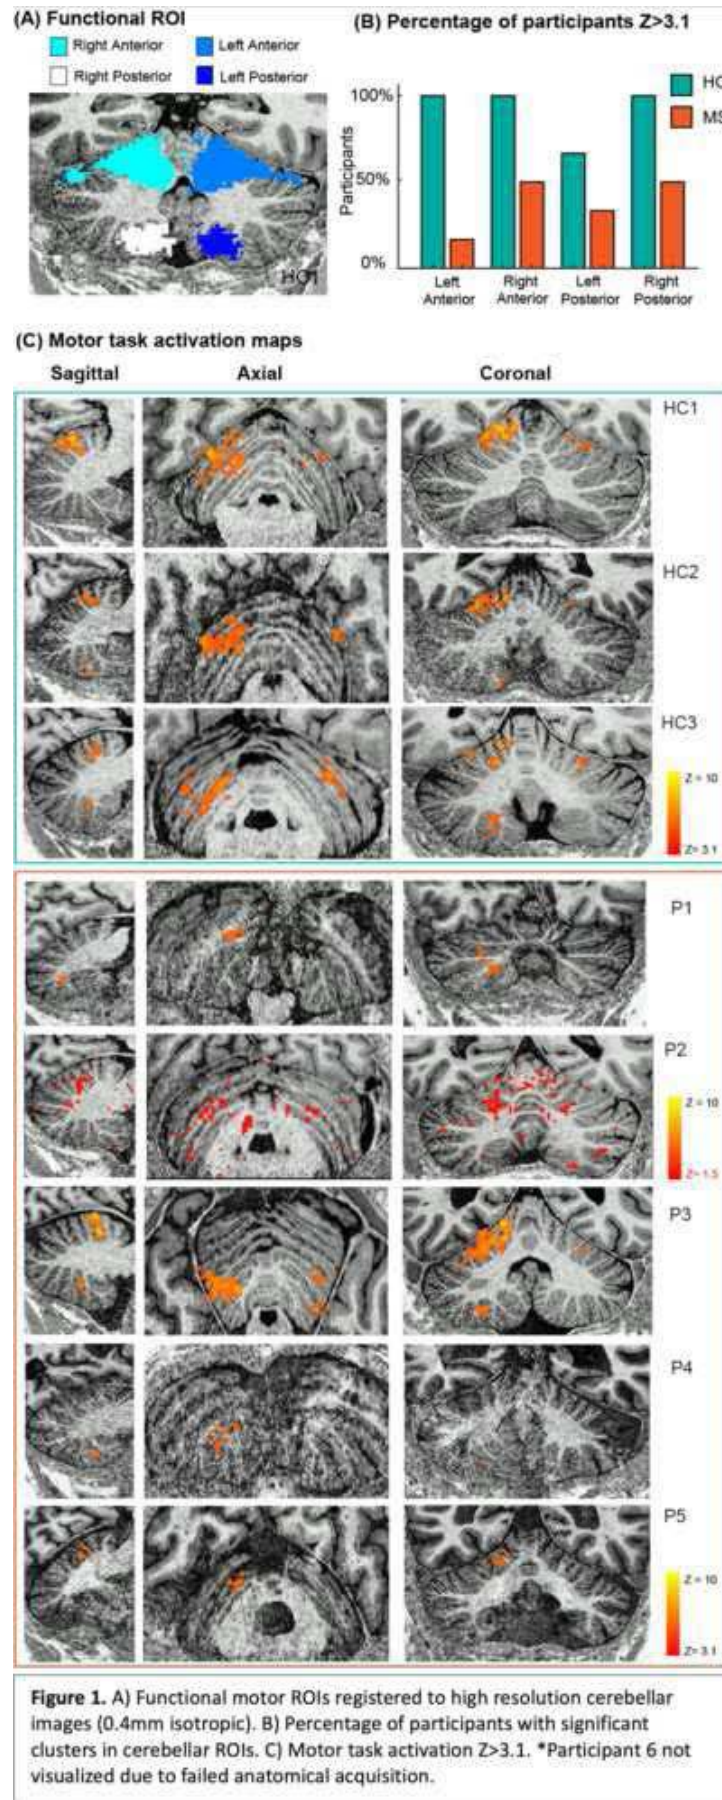 (A) Functional ROI
Right Anterior
Left Anterior
Right Posterior
Left Posterior
HC1
(B) Percentage of participants Z>3.1
HC
MS
Participants
100%
50%
0%
Left Anterior
Right Anterior
Left Posterior
Right Posterior
(C) Motor task activation maps
Sagittal
Axial
Coronal
HC1
HC2
HC3
Z = 10
Z= 3.1
P1
P2
Z = 10
Z= 1.5
P3
P4
P5
Z = 10
Z= 3.1
Figure 1. A) Functional motor ROIs registered to high resolution cerebellar
images (0.4mm isotropic). B) Percentage of participants with significant
clusters in cerebellar ROIs. C) Motor task activation Z>3.1. *Participant 6 not
visualized due to failed anatomical acquisition.